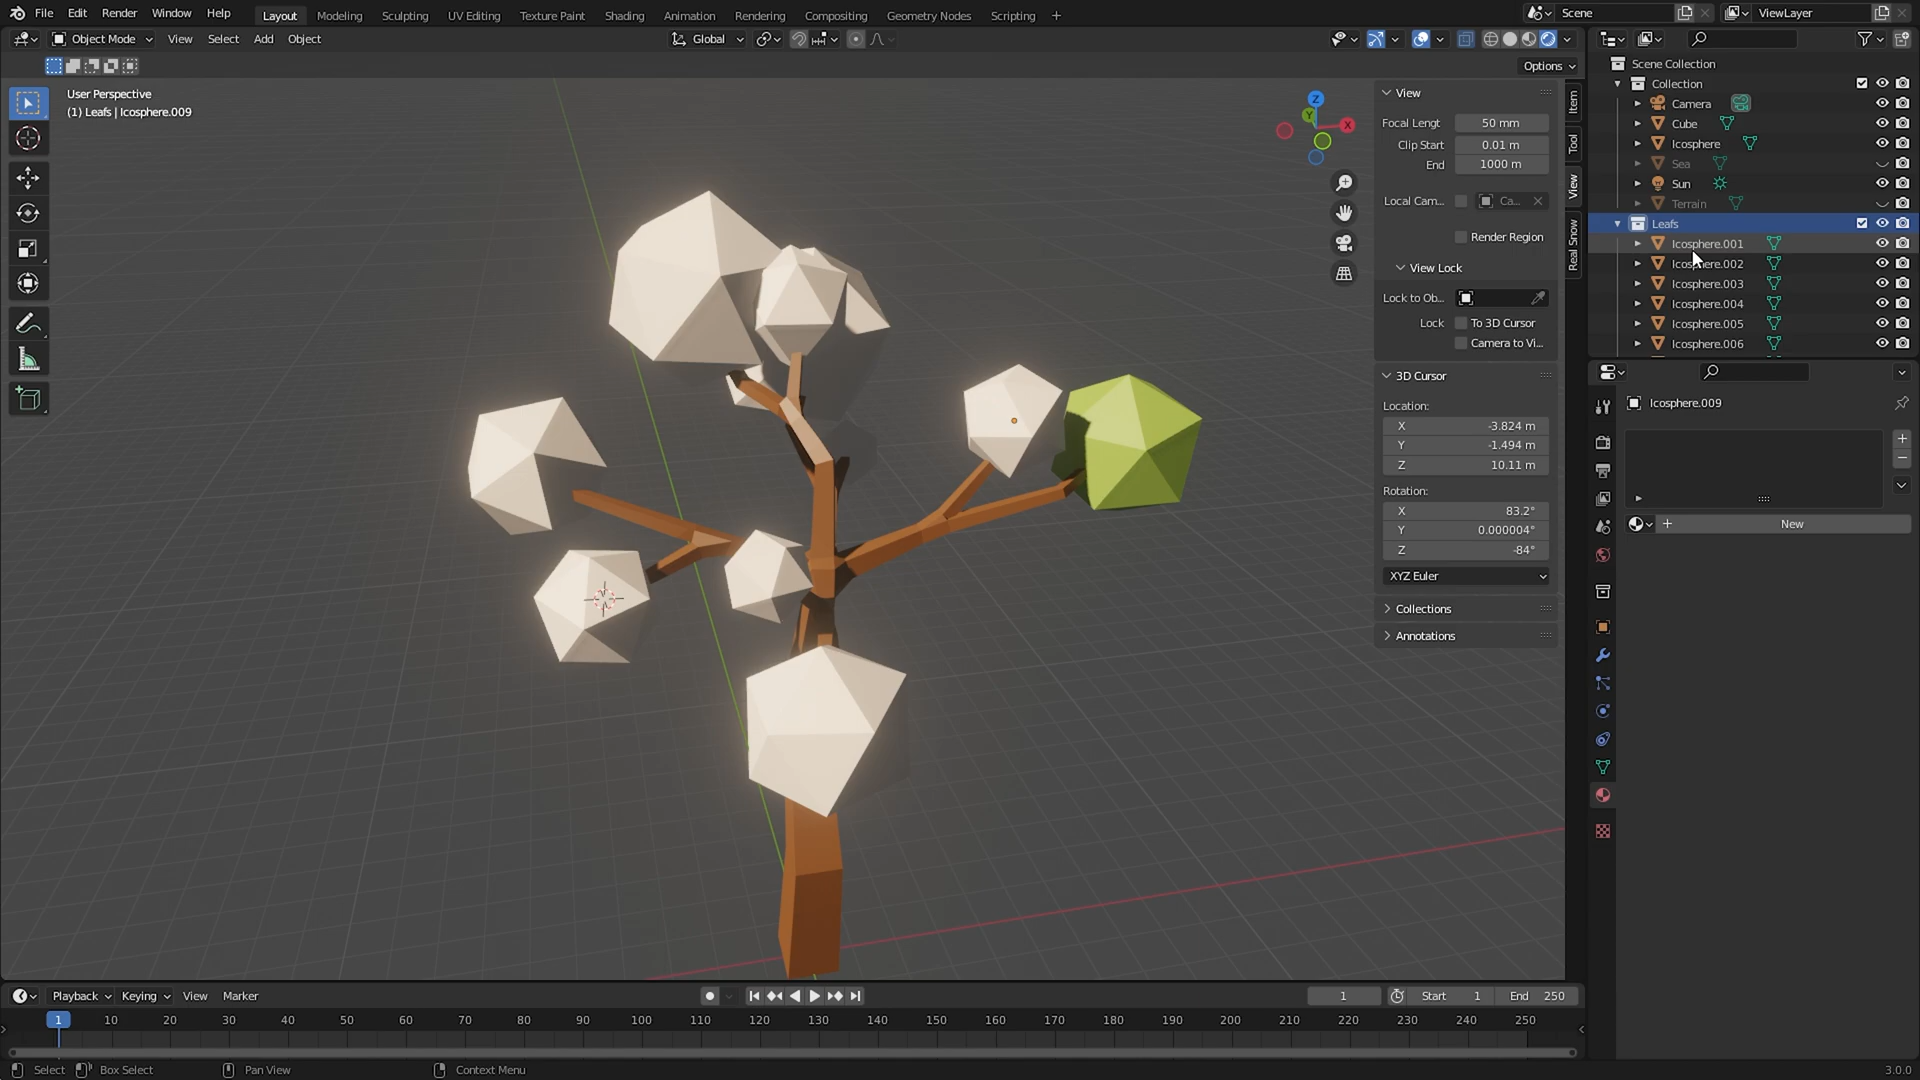 File Edit Render Window Help Layout Modeling Sculpting UV Editing Texture Paint Shading Animation Rendering Compositing Geometry Nodes Scripting + Scene ViewLayer
Object Mode View Select Add Object Global
Options
User Perspective
(1) Leafs | Icosphere.009
View
Focal Lengt 50 mm
Clip Start 0.01 m
End 1000 m
Local Cam... Ca...
Render Region
View Lock
Lock to Ob...
Lock To 3D Cursor
Camera to Vi...
3D Cursor
Location:
X -3.824 m
Y -1.494 m
Z 10.11 m
Rotation:
X 83.2°
Y 0.000004°
Z -84°
XYZ Euler
Collections
Annotations
Item
Tool
View
Real Snow
Z
Y
X
Scene Collection
Collection
Camera
Cube
Icosphere
Sea
Sun
Terrain
Leafs
Icosphere.001
Icosphere.002
Icosphere.003
Icosphere.004
Icosphere.005
Icosphere.006
Icosphere.009
New
Playback Keying View Marker 1 Start 1 End 250
1 10 20 30 40 50 60 70 80 90 100 110 120 130 140 150 160 170 180 190 200 210 220 230 240 250
Select Box Select Pan View Context Menu 3.0.0